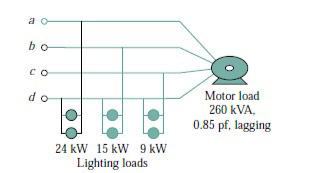 a
b
c
d
Motor load
260 kVA,
0.85 pf, lagging
24 kW 15 kW 9 kW
Lighting loads